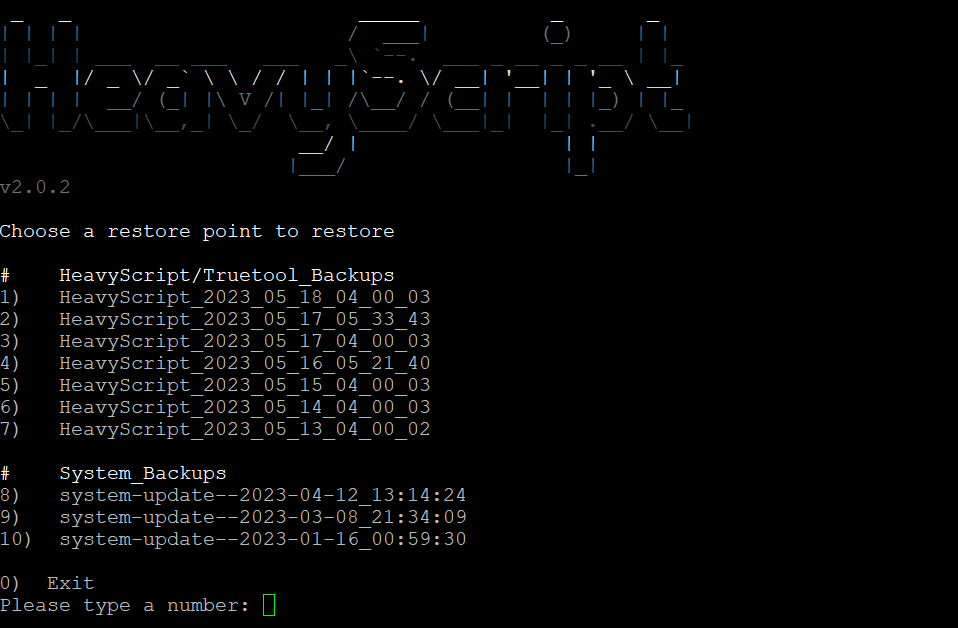 HeavyScript
v2.0.2
Choose a restore point to restore
# HeavyScript/Truetool_Backups
1) HeavyScript_2023_05_18_04_00_03
2) HeavyScript_2023_05_17_05_33_43
3) HeavyScript_2023_05_17_04_00_03
4) HeavyScript_2023_05_16_05_21_40
5) HeavyScript_2023_05_15_04_00_03
6) HeavyScript_2023_05_14_04_00_03
7) HeavyScript_2023_05_13_04_00_02
# System_Backups
8) system-update--2023-04-12_13:14:24
9) system-update--2023-03-08_21:34:09
10) system-update--2023-01-16_00:59:30
0) Exit
Please type a number: